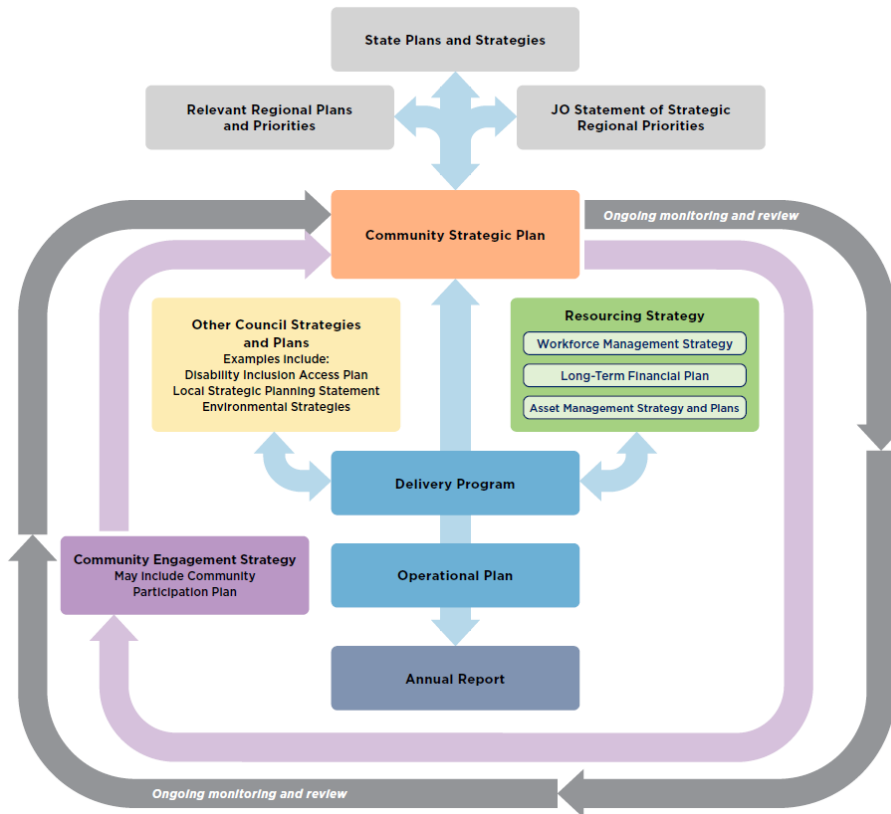 State Plans and Strategies
Relevant Regional Plans
and Priorities
JO Statement of Strategic
Regional Priorities
Community Strategic Plan
Ongoing monitoring and review
Other Council Strategies
and Plans
Examples include:
Disability Inclusion Access Plan
Local Strategic Planning Statement
Environmental Strategies
Resourcing Strategy
Workforce Management Strategy
Long-Term Financial Plan
Asset Management Strategy and Plans
Delivery Program
Community Engagement Strategy
May include Community
Participation Plan
Operational Plan
Annual Report
Ongoing monitoring and review